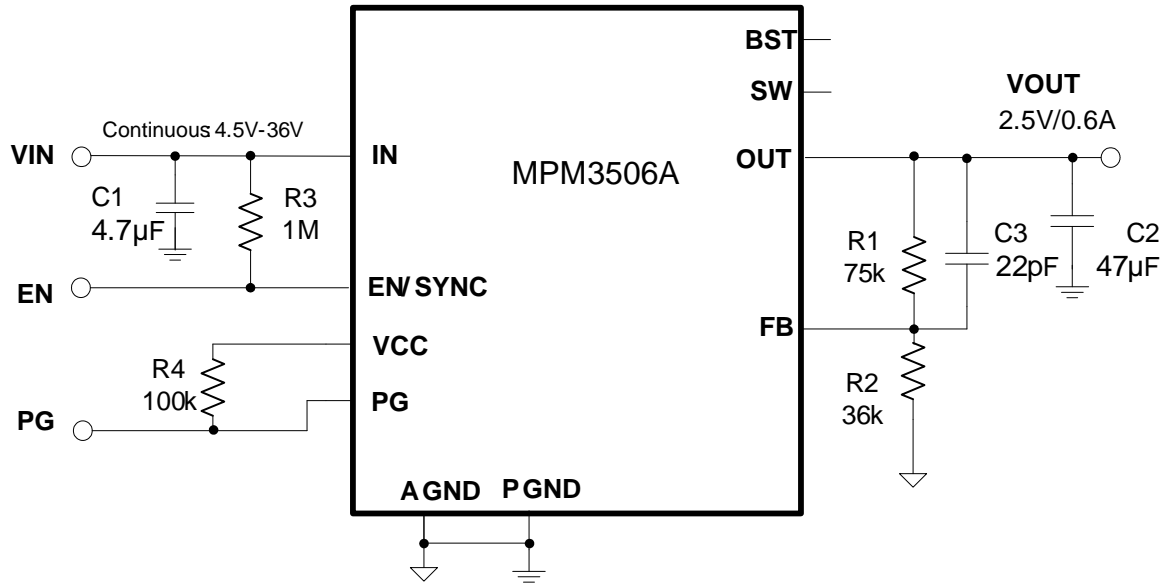 BST
SW
VOUT
2.5V/0.6A
Continuous: 4.5V-36V
VIN
IN
MPM3506A
OUT
C1
4.7µF
R3
1M
R1
75k
C3
22pF
C2
47µF
EN
EN/SYNC
FB
VCC
R4
100k
PG
PG
R2
36k
AGND
PGND